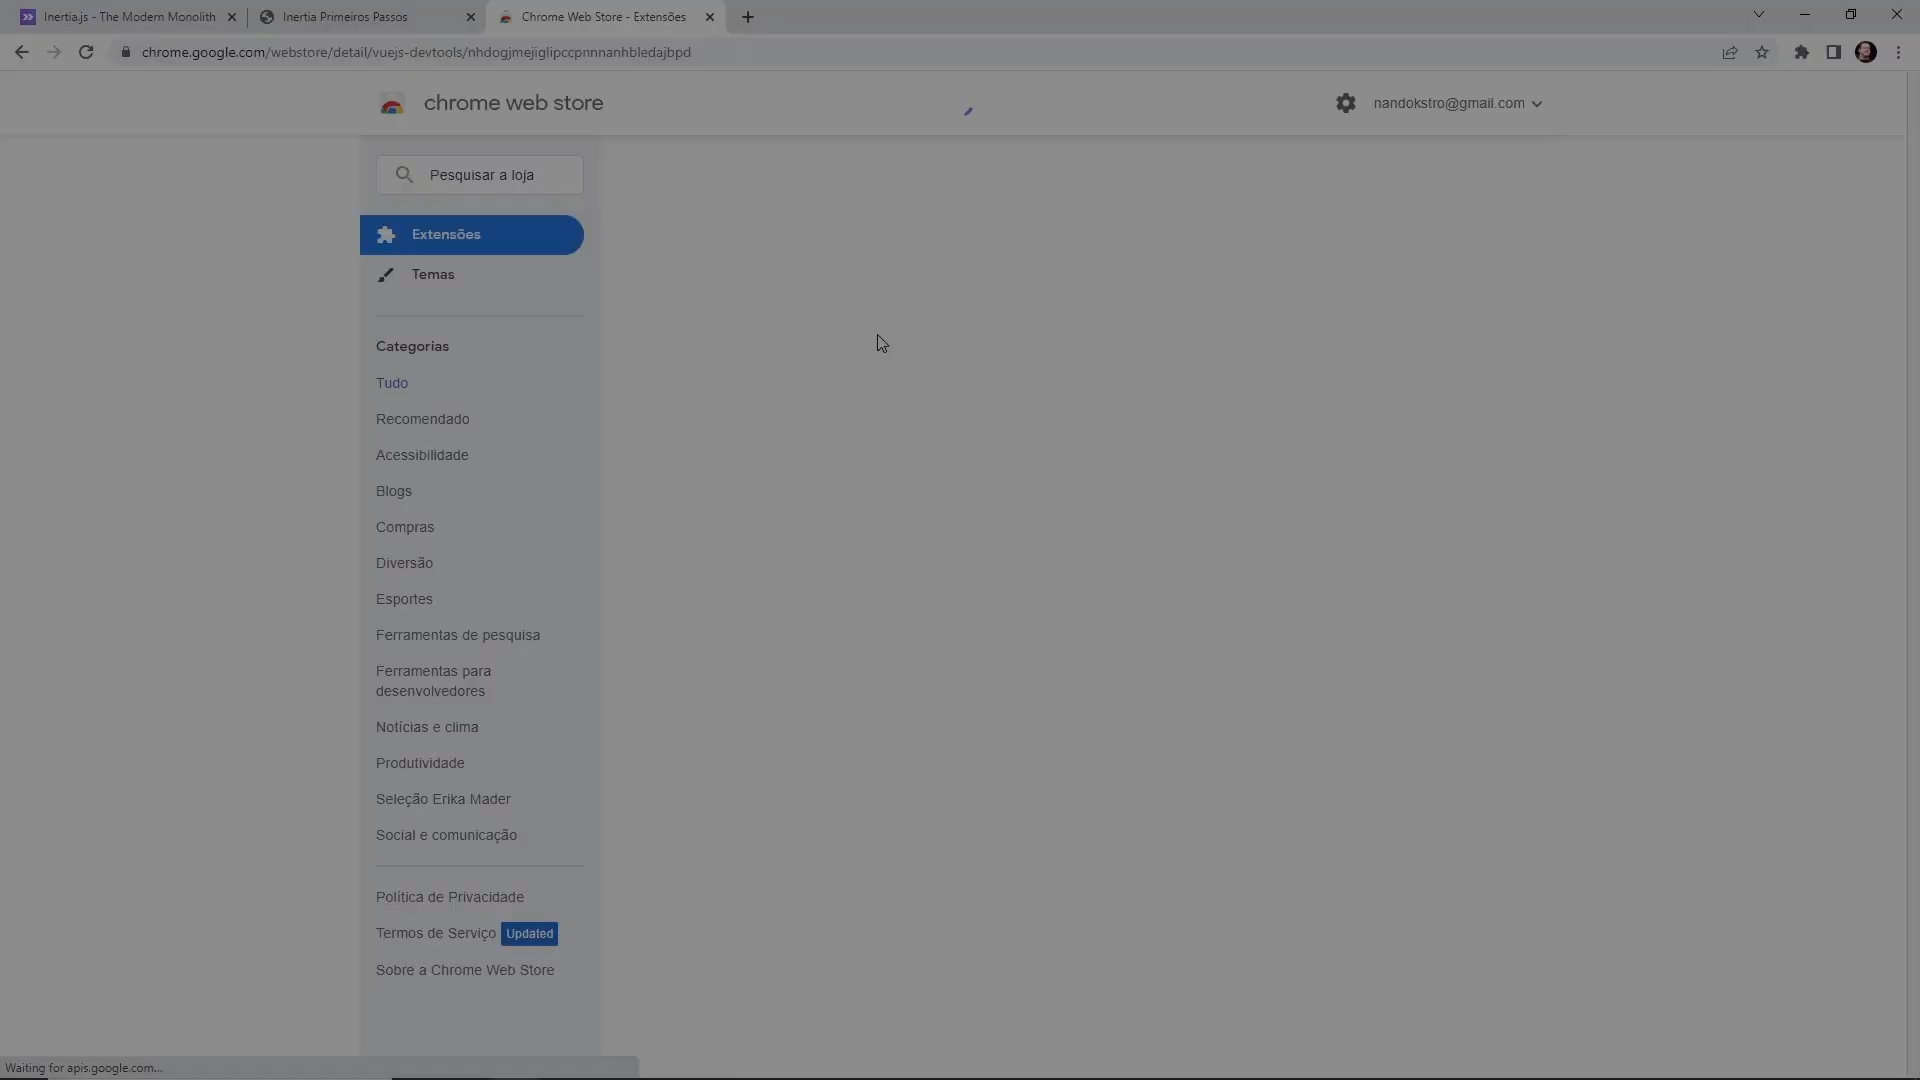 Inertia.js - The Modern Monolith
Inertia Primeiros Passos
Chrome Web Store - Extensões
chrome.google.com/webstore/detail/vuejs-devtools/nhdogjmejiglipccpnnnanhbledajbpd
chrome web store
nandokstro@gmail.com
Pesquisar a loja
Extensões
Temas
Categorias
Tudo
Recomendado
Acessibilidade
Blogs
Compras
Diversão
Esportes
Ferramentas de pesquisa
Ferramentas para
desenvolvedores
Notícias e clima
Produtividade
Seleção Erika Mader
Social e comunicação
Política de Privacidade
Termos de Serviço Updated
Sobre a Chrome Web Store
Waiting for apis.google.com...